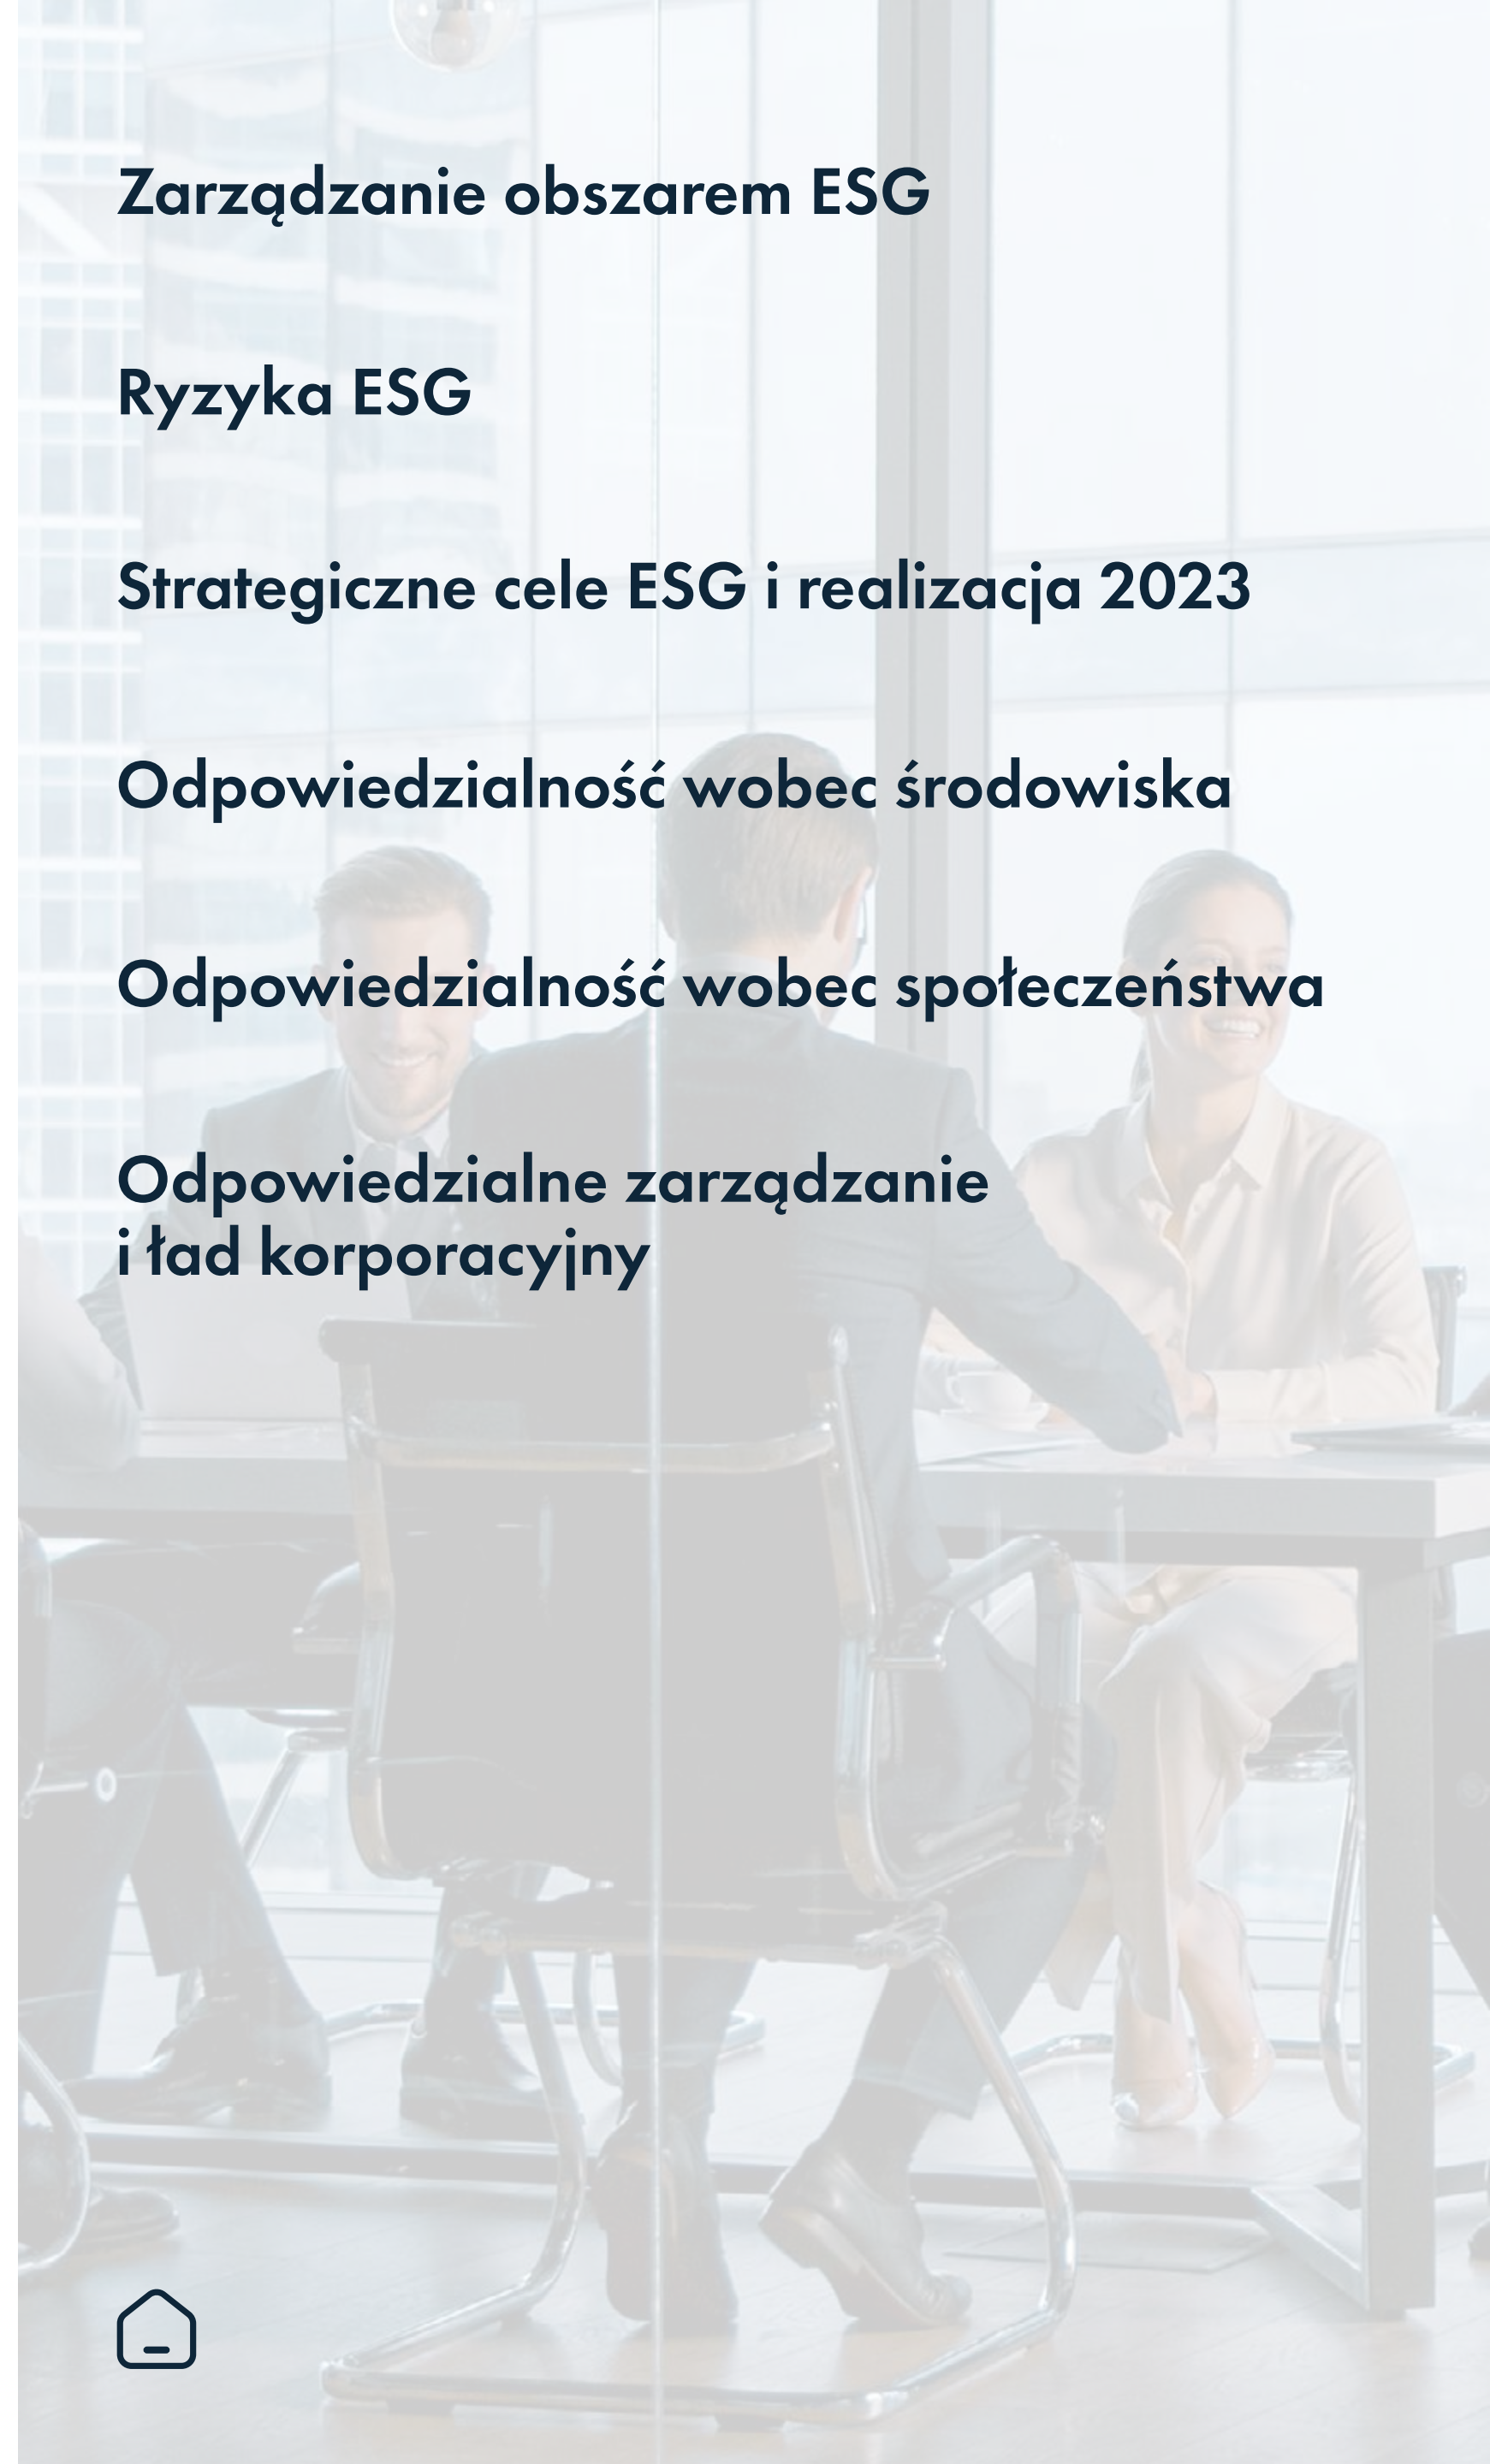 Zarządzanie obszarem ESG
Ryzyka ESG
Strategiczne cele ESG i realizacja 2023
Odpowiedzialność wobec środowiska
Odpowiedzialność wobec społeczeństwa
Odpowiedzialne zarządzanie
i ład korporacyjny